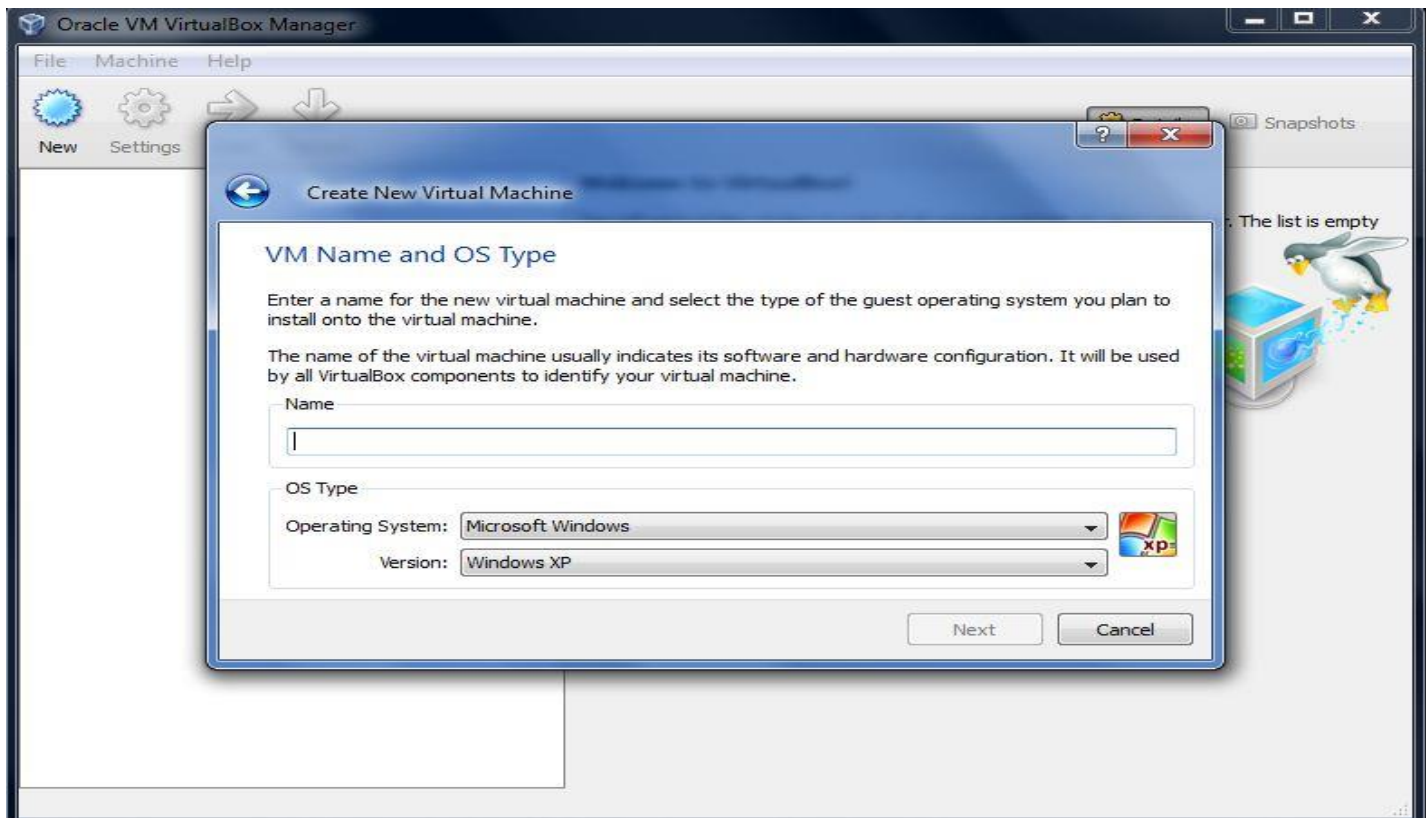 Oracle VM VirtualBox Manager
File Machine Help
New Settings
Snapshots
Create New Virtual Machine
. The list is empty
VM Name and OS Type
Enter a name for the new virtual machine and select the type of the guest operating system you plan to
install onto the virtual machine.
The name of the virtual machine usually indicates its software and hardware configuration. It will be used
by all VirtualBox components to identify your virtual machine.
Name
OS Type
Operating System: Microsoft Windows
xp
Version: Windows XP
Next Cancel